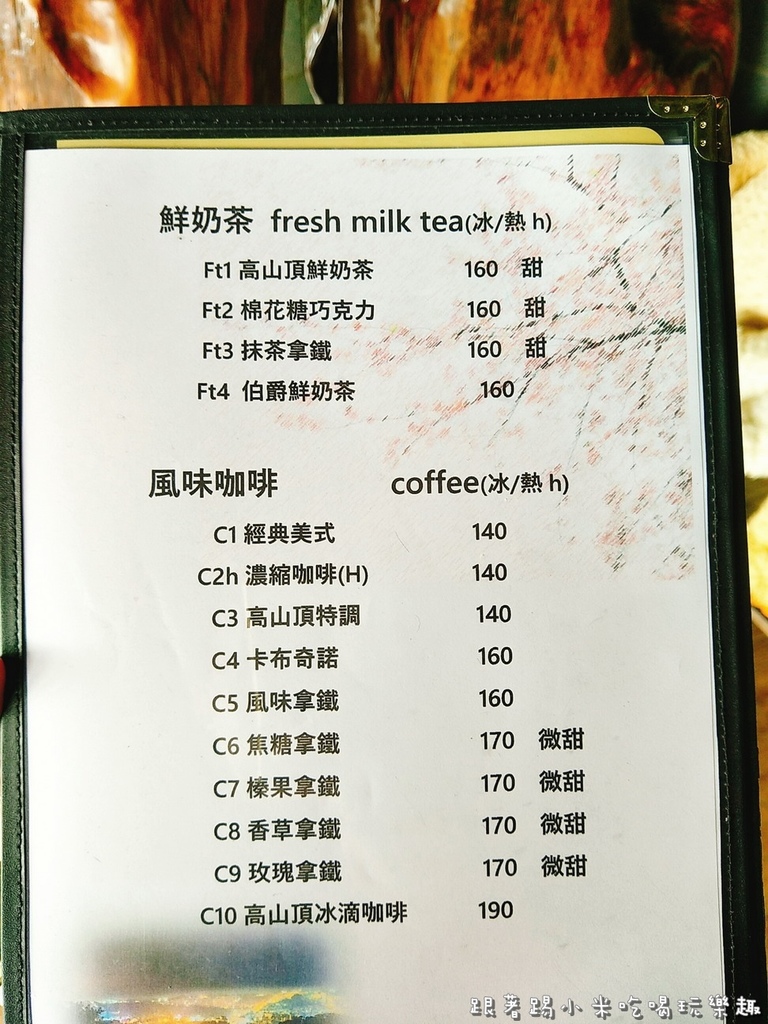 鮮奶茶 fresh milk tea(冰/熱 h)
Ft1 高山頂鮮奶茶 160 甜
Ft2 棉花糖巧克力 160 甜
Ft3 抹茶拿鐵 160 甜
Ft4 伯爵鮮奶茶 160
風味咖啡 coffee(冰/熱 h)
C1 經典美式 140
C2h 濃縮咖啡(H) 140
C3 高山頂特調 140
C4 卡布奇諾 160
C5 風味拿鐵 160
C6 焦糖拿鐵 170 微甜
C7 榛果拿鐵 170 微甜
C8 香草拿鐵 170 微甜
C9 玫瑰拿鐵 170 微甜
C10 高山頂冰滴咖啡 190
跟著踢小米吃喝玩樂趣